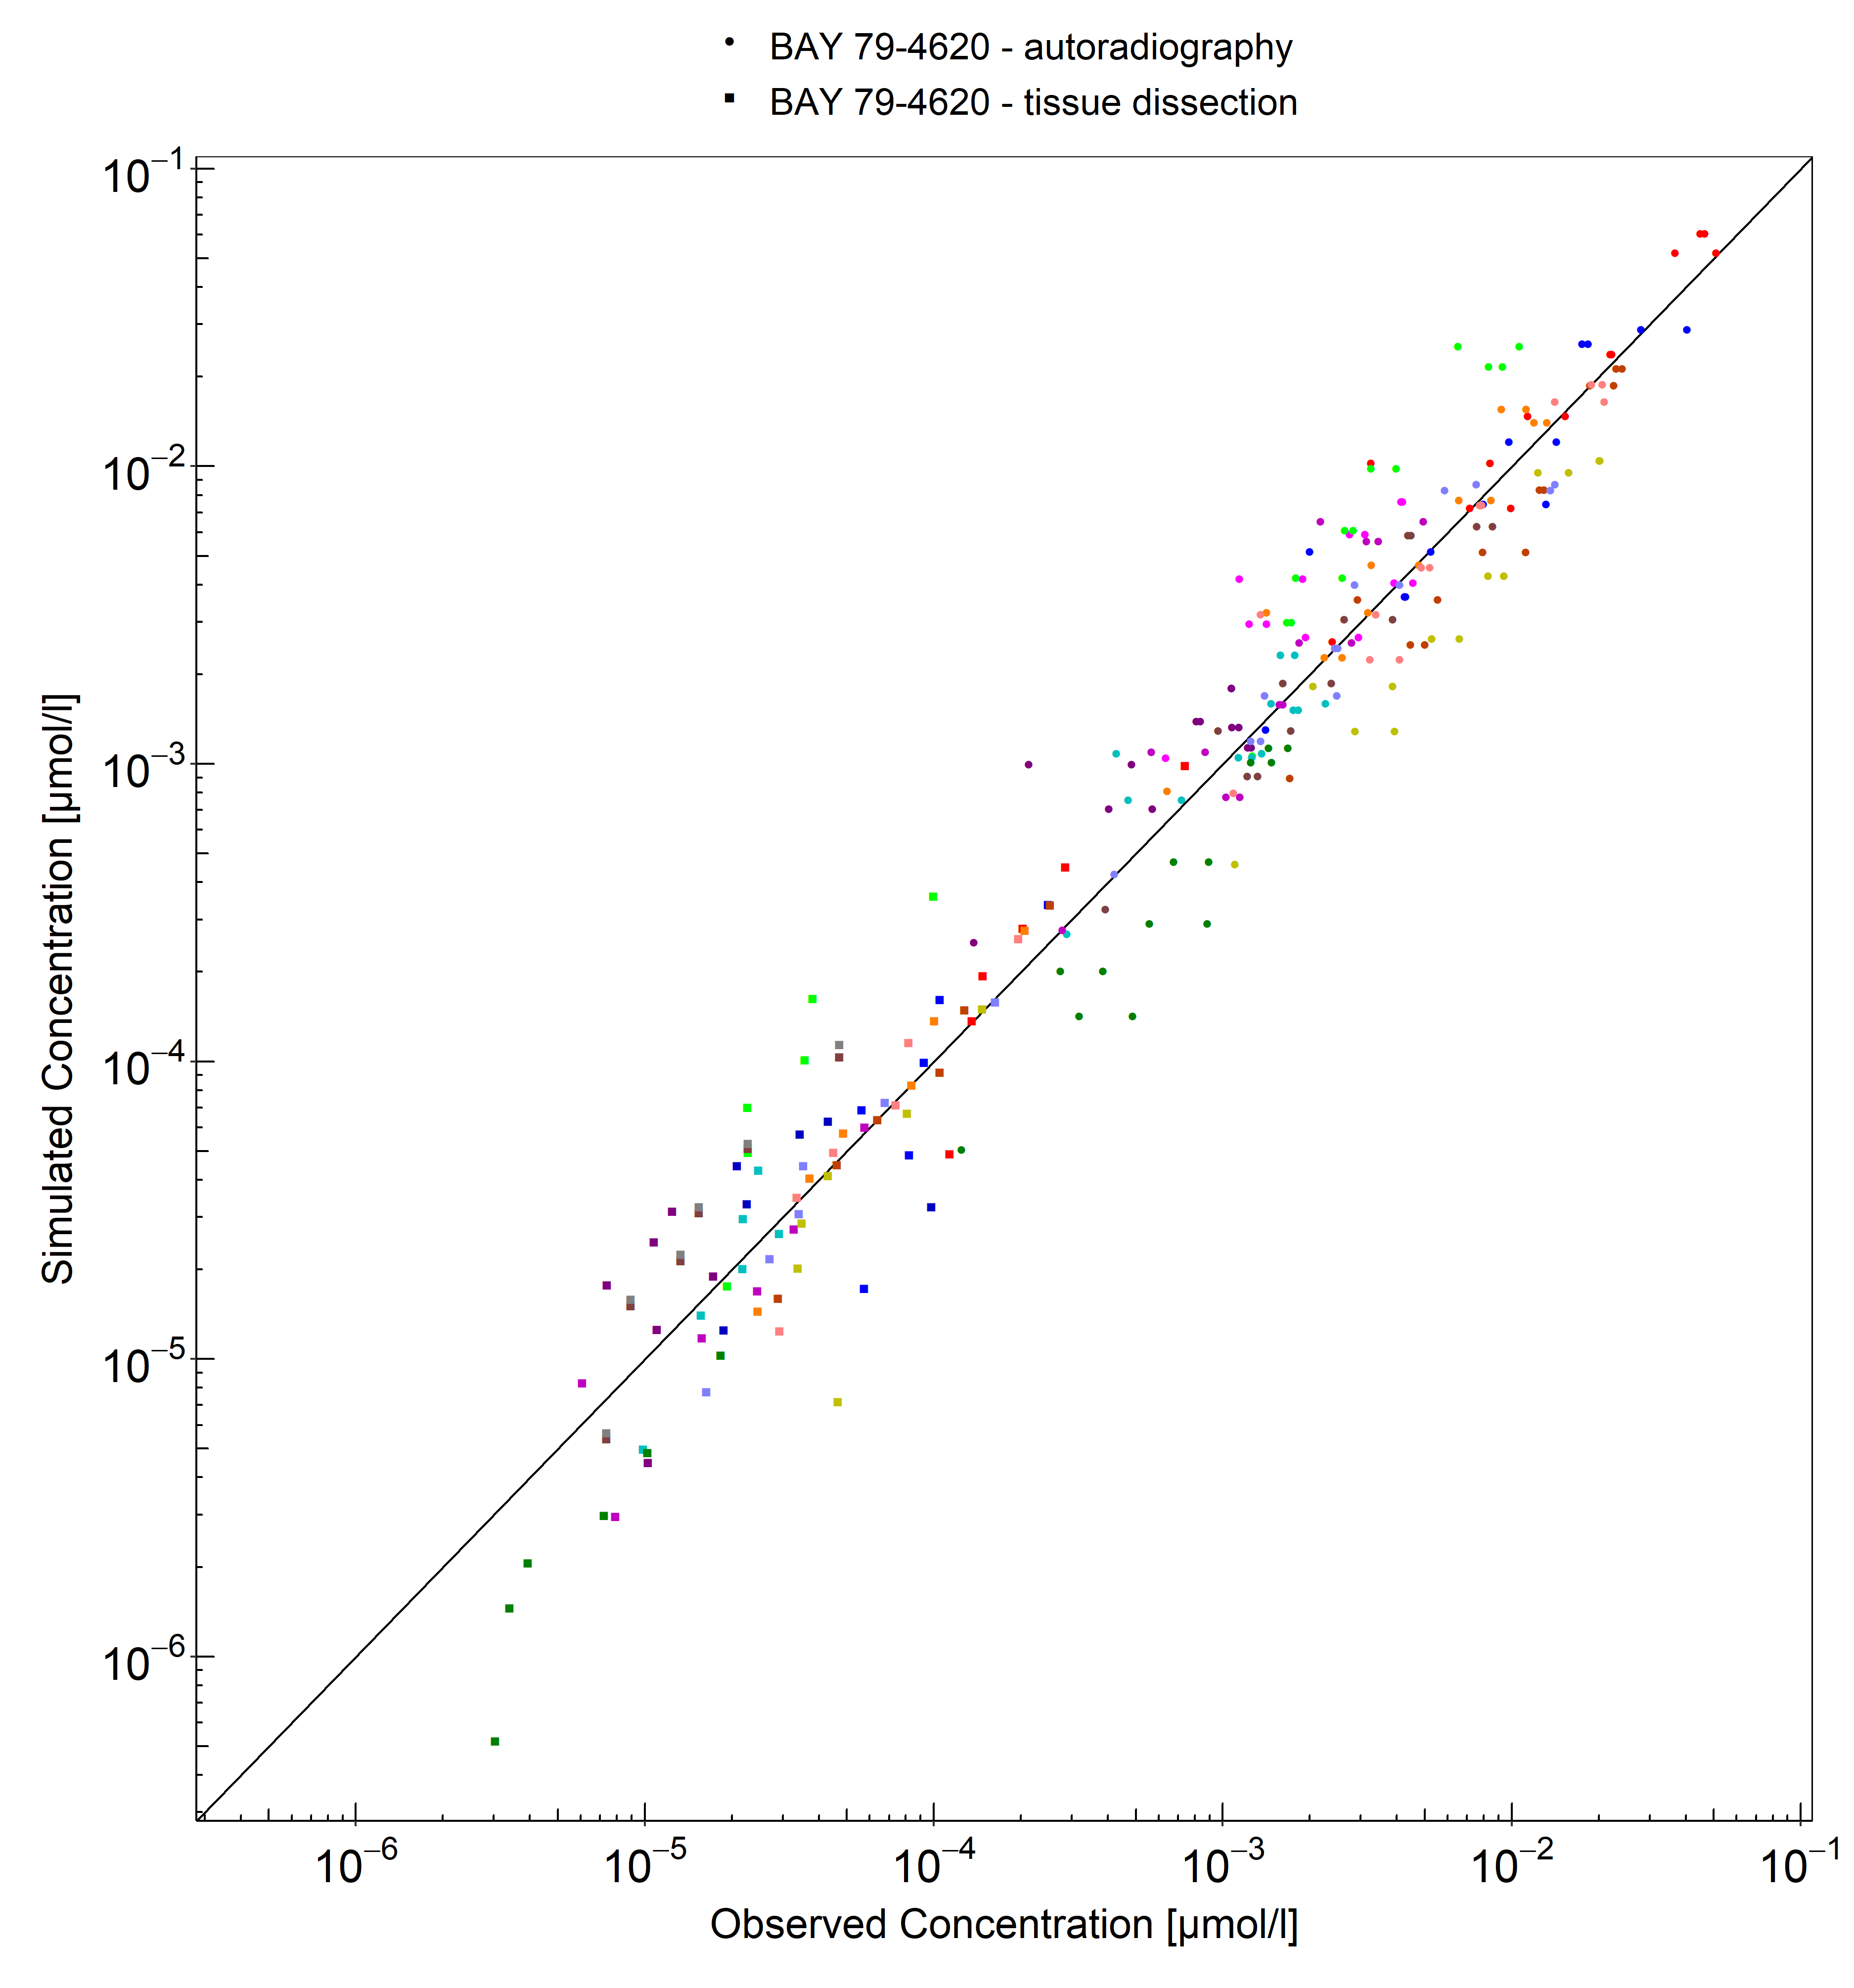 BAY 79-4620 - autoradiography
BAY 79-4620 - tissue dissection
10⁻¹
10⁻²
10⁻³
10⁻⁴
10⁻⁵
10⁻⁶
Simulated Concentration [µmol/l]
10⁻⁶ 10⁻⁵ 10⁻⁴ 10⁻³ 10⁻² 10⁻¹
Observed Concentration [µmol/l]